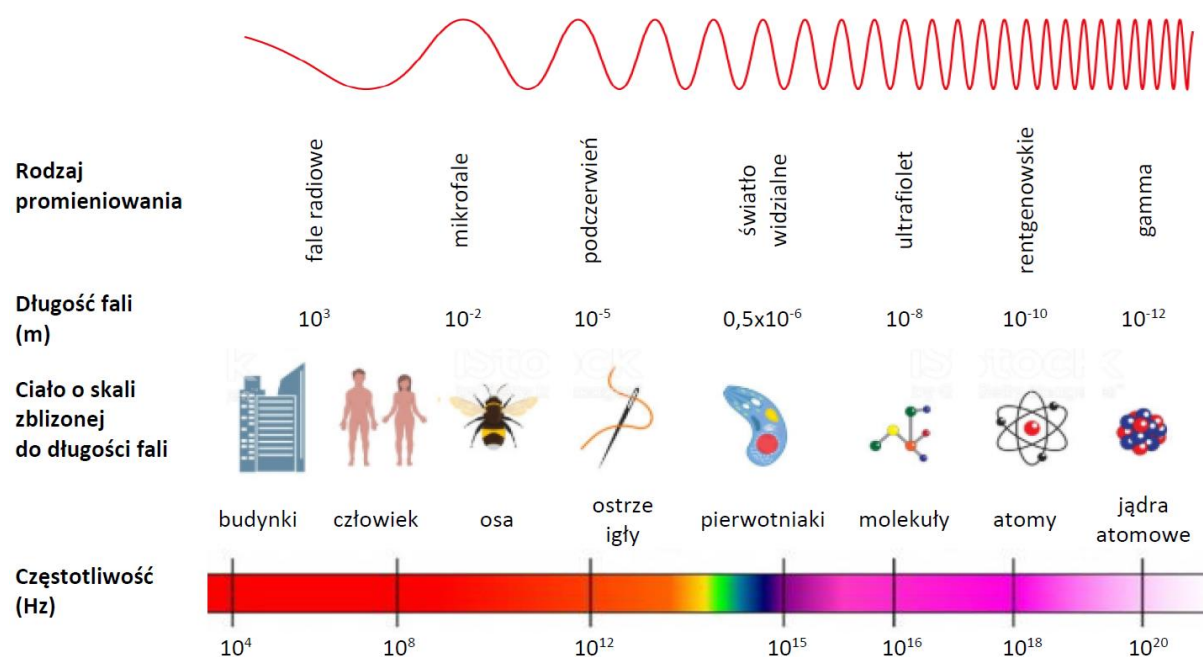 Rodzaj
promieniowania
fale radiowe
mikrofale
podczerwień
światło
widzialne
ultrafiolet
rentgenowskie
gamma
Długość fali
(m)
10³ 10⁻² 10⁻⁵ 0,5x10⁻⁶ 10⁻⁸ 10⁻¹⁰ 10⁻¹²
Ciało o skali
zblizonej
do długości fali
budynki człowiek osa ostrze igły pierwotniaki molekuły atomy jądra atomowe
Częstotliwość
(Hz)
10⁴ 10⁸ 10¹² 10¹⁵ 10¹⁶ 10¹⁸ 10²⁰